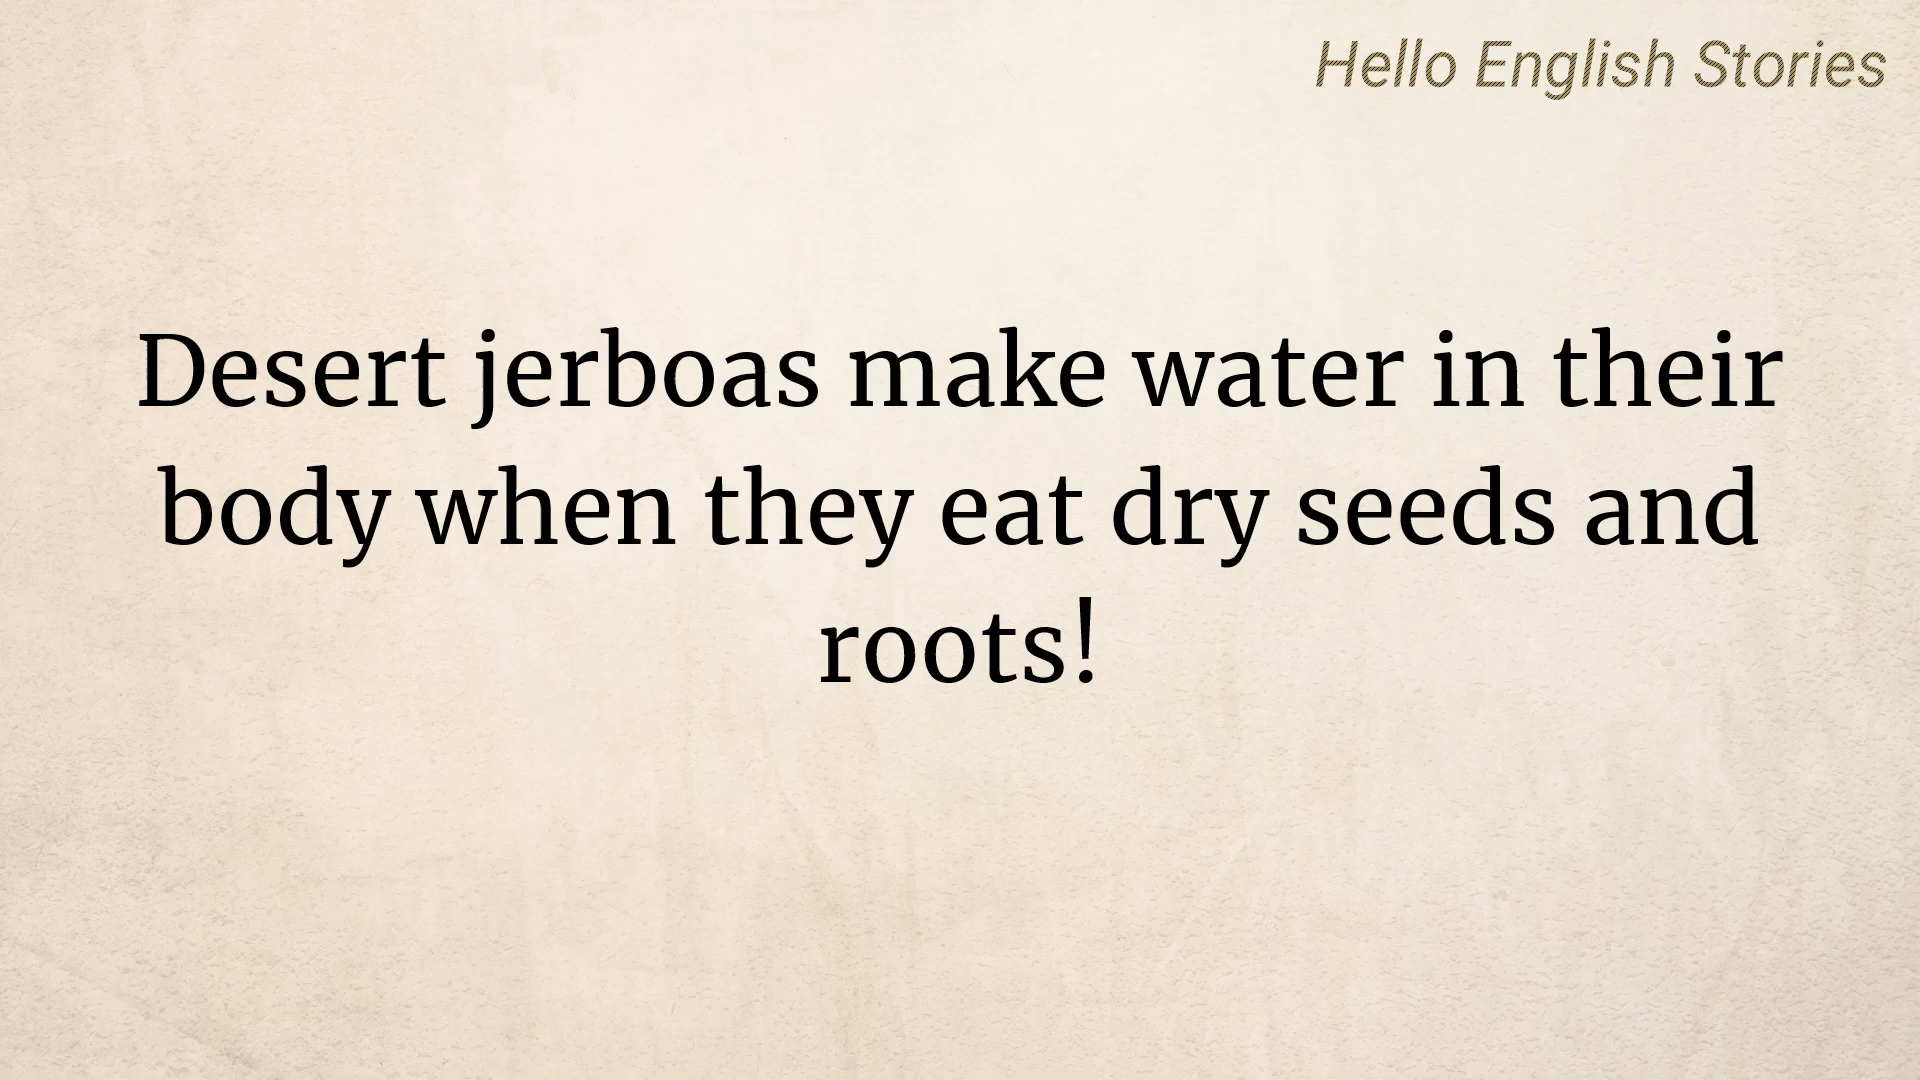 Hello English Stories
Desert jerboas make water in their
body when they eat dry seeds and
roots!